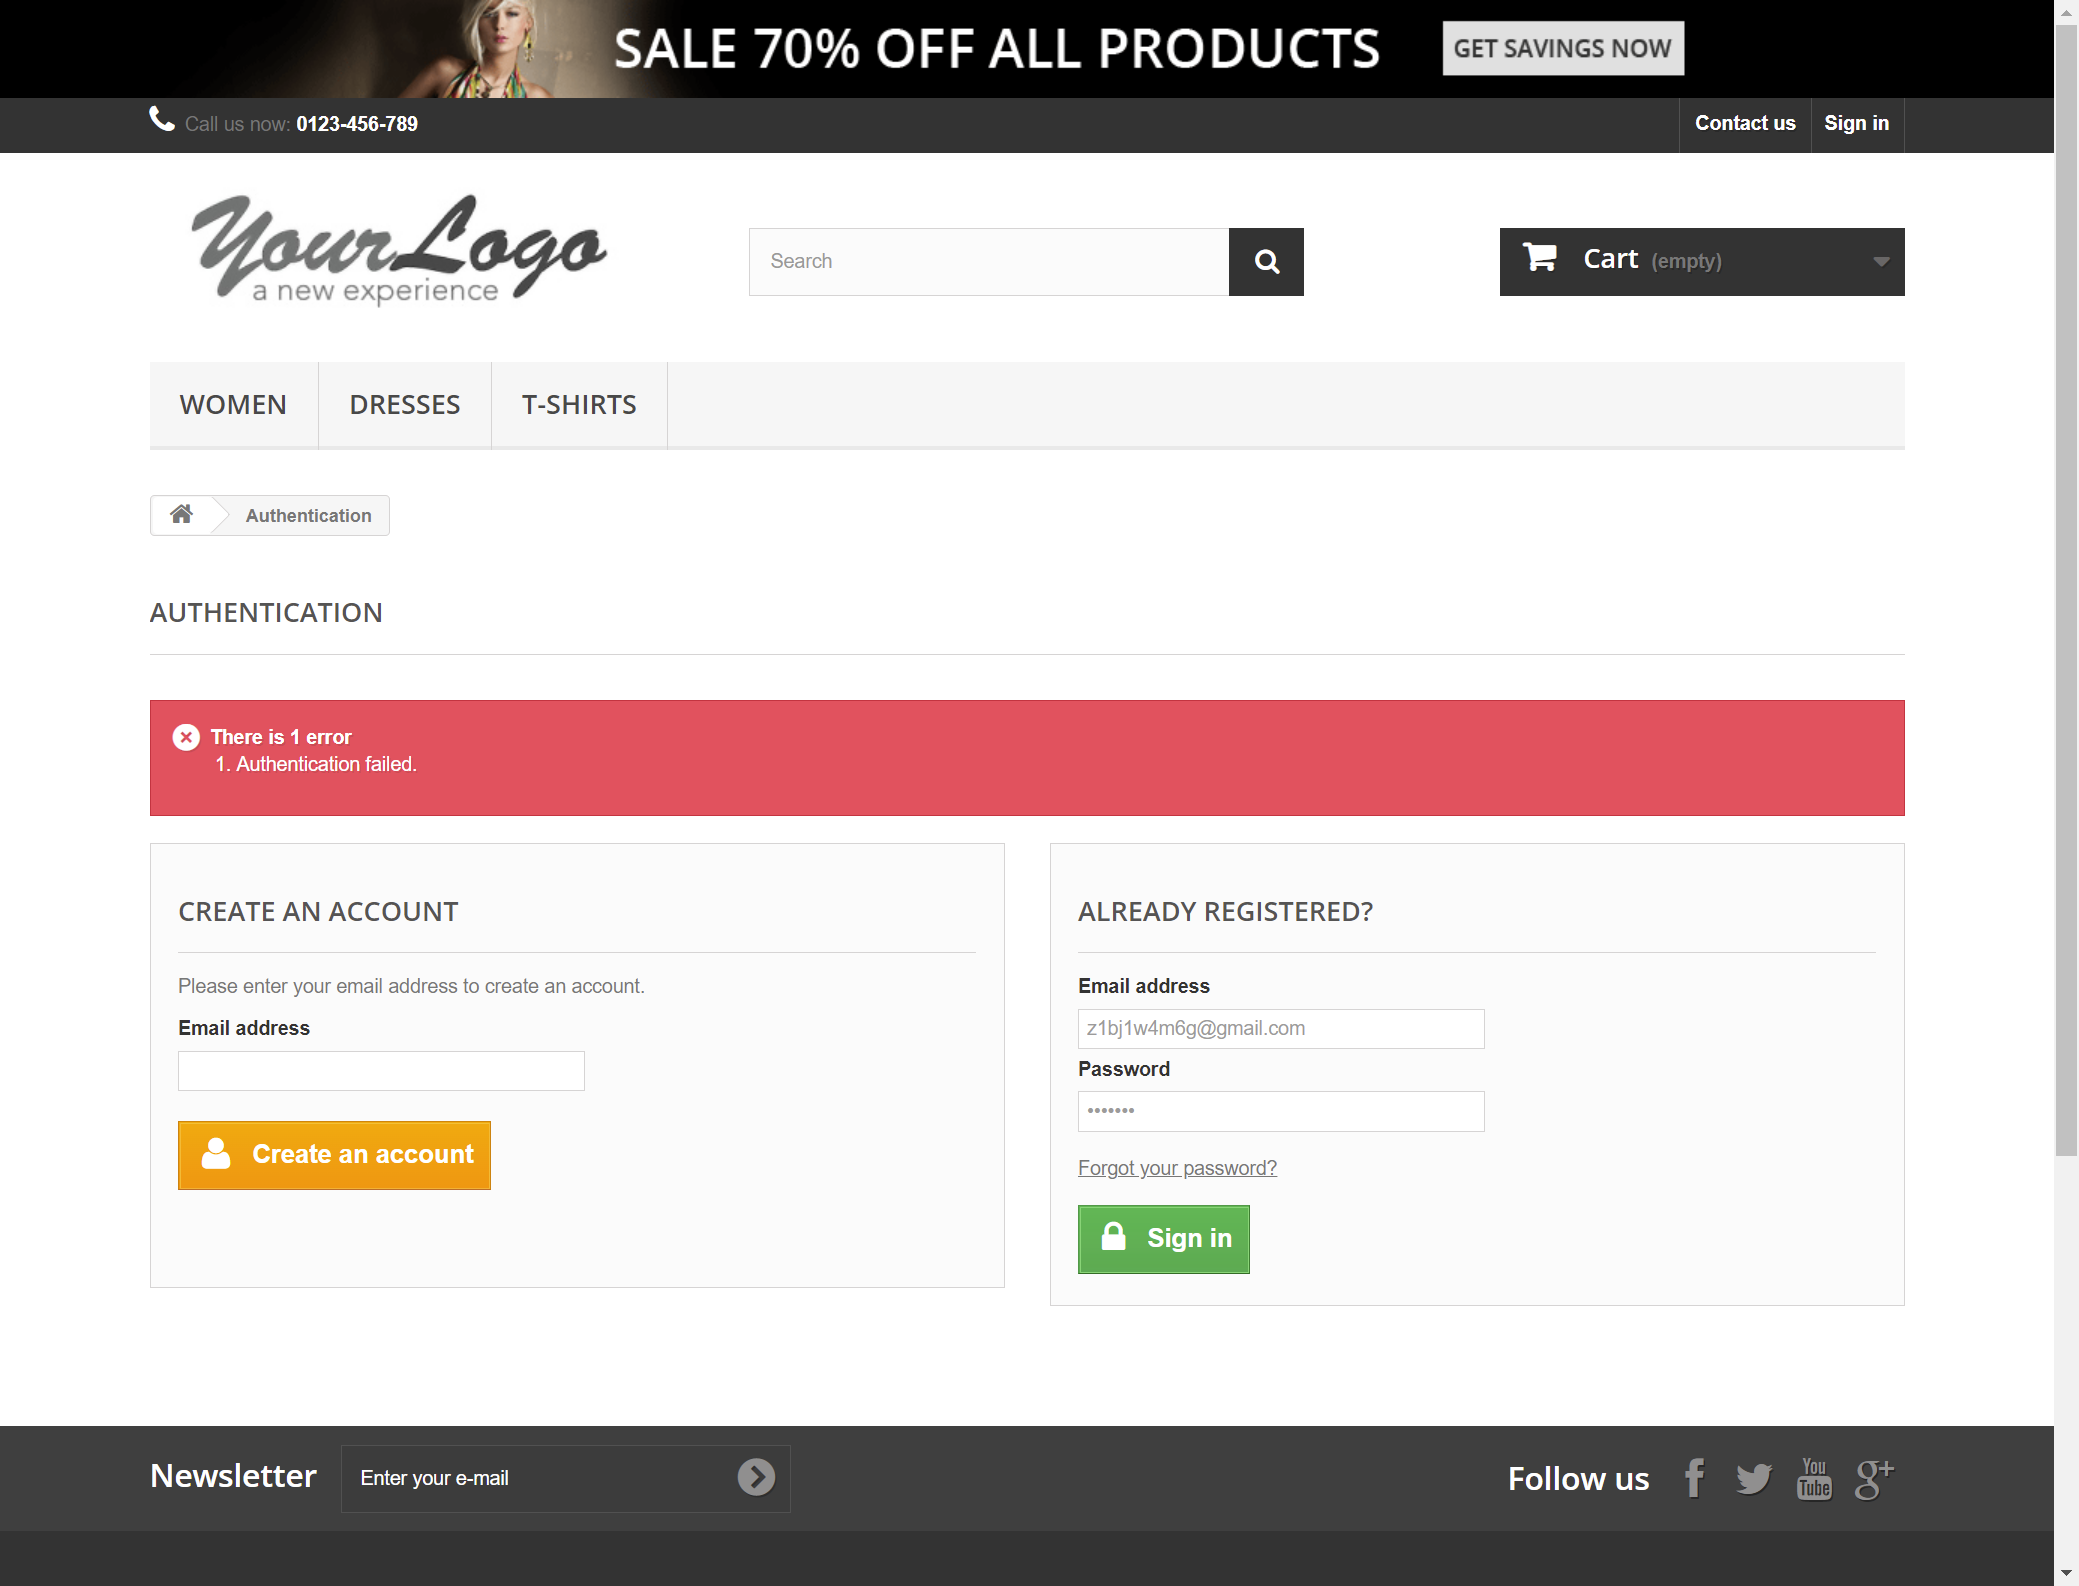 SALE 70% OFF ALL PRODUCTS
GET SAVINGS NOW
Call us now: 0123-456-789
Contact us
Sign in
Your Logo
a new experience
Search
Cart (empty)
WOMEN
DRESSES
T-SHIRTS
Authentication
AUTHENTICATION
There is 1 error
1. Authentication failed.
CREATE AN ACCOUNT
Please enter your email address to create an account.
Email address
Create an account
ALREADY REGISTERED?
Email address
z1bj1w4m6g@gmail.com
Password
•••••••
Forgot your password?
Sign in
Newsletter
Enter your e-mail
Follow us
You
Tube
g+